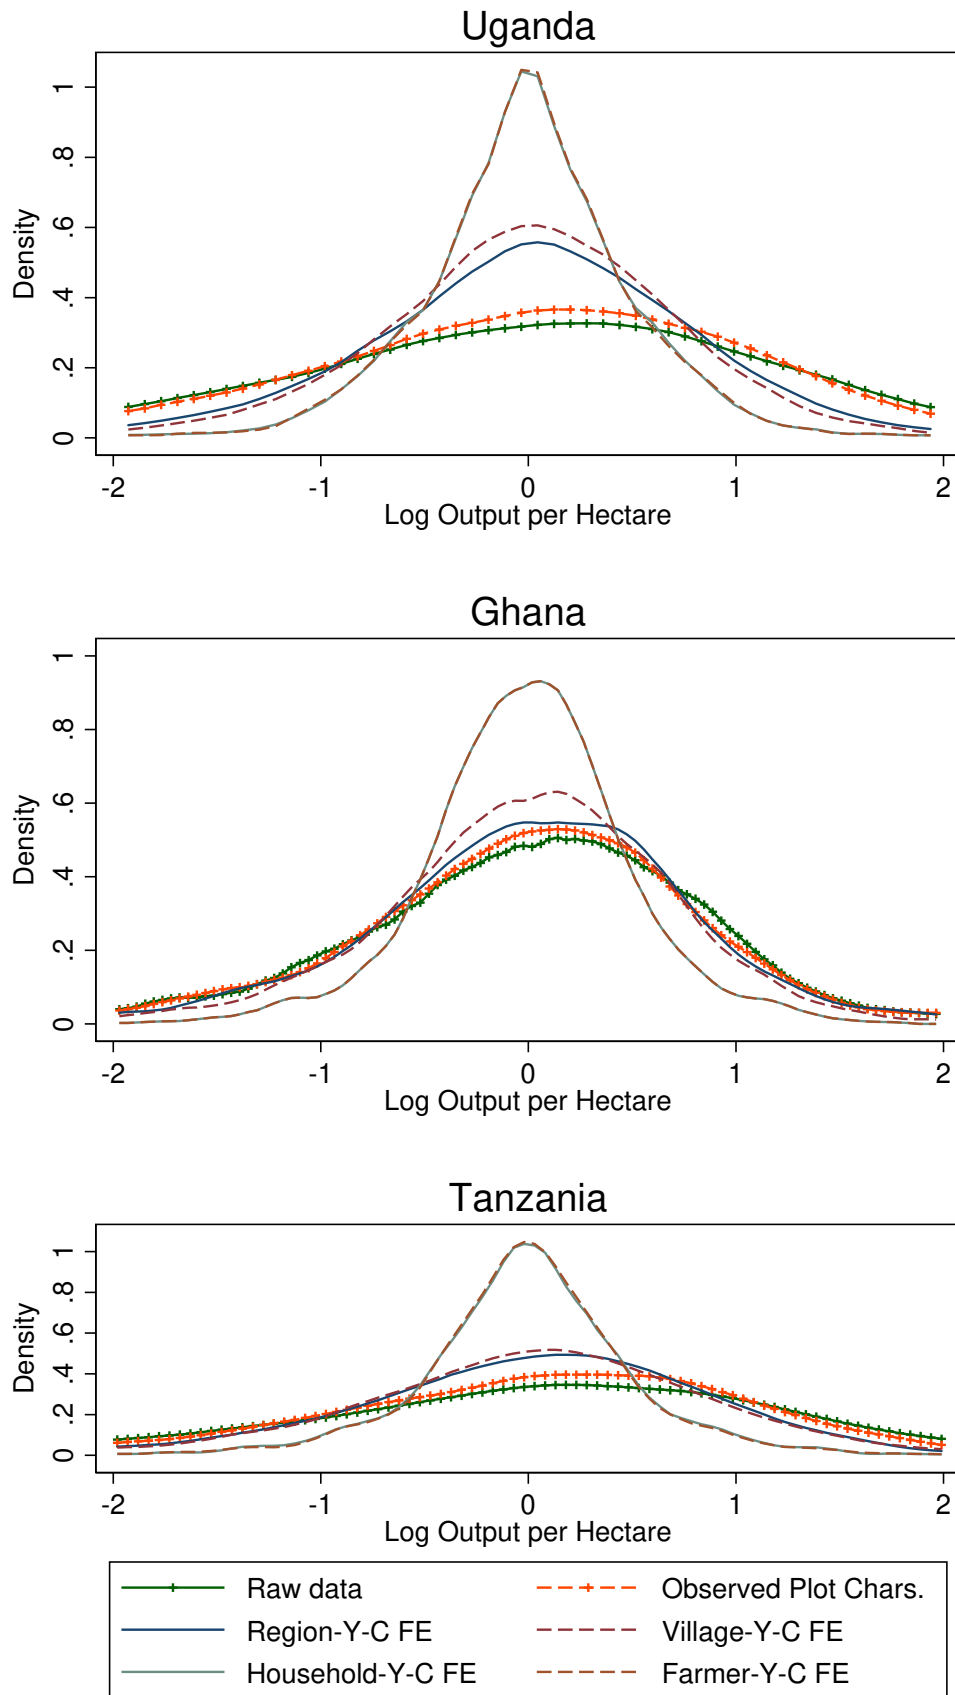 Uganda
Density
0 .2 .4 .6 .8 1
-2 -1 0 1 2
Log Output per Hectare
Ghana
Density
0 .2 .4 .6 .8 1
-2 -1 0 1 2
Log Output per Hectare
Tanzania
Density
0 .2 .4 .6 .8 1
-2 -1 0 1 2
Log Output per Hectare
Raw data Observed Plot Chars.
Region-Y-C FE Village-Y-C FE
Household-Y-C FE Farmer-Y-C FE